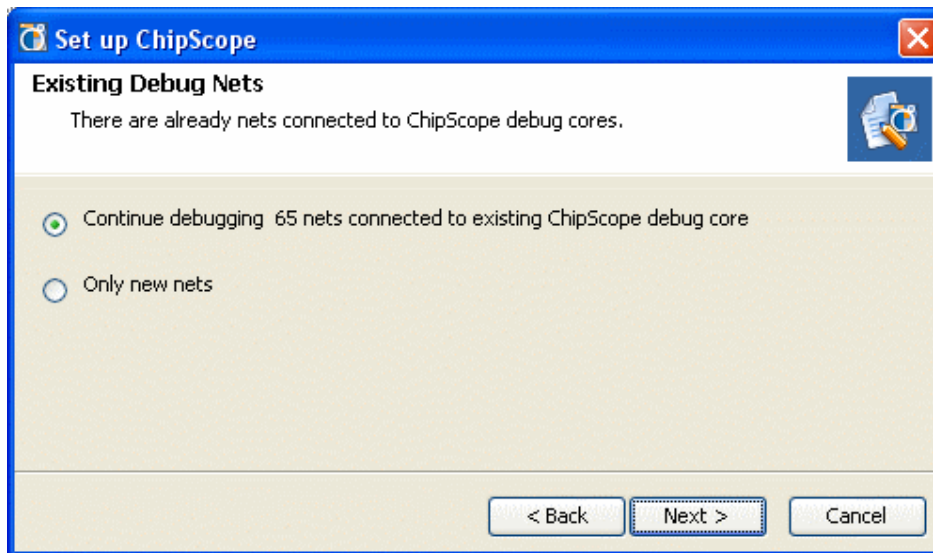 Set up ChipScope
Existing Debug Nets
There are already nets connected to ChipScope debug cores.
Continue debugging  65 nets connected to existing ChipScope debug core
Only new nets
< Back
Next >
Cancel